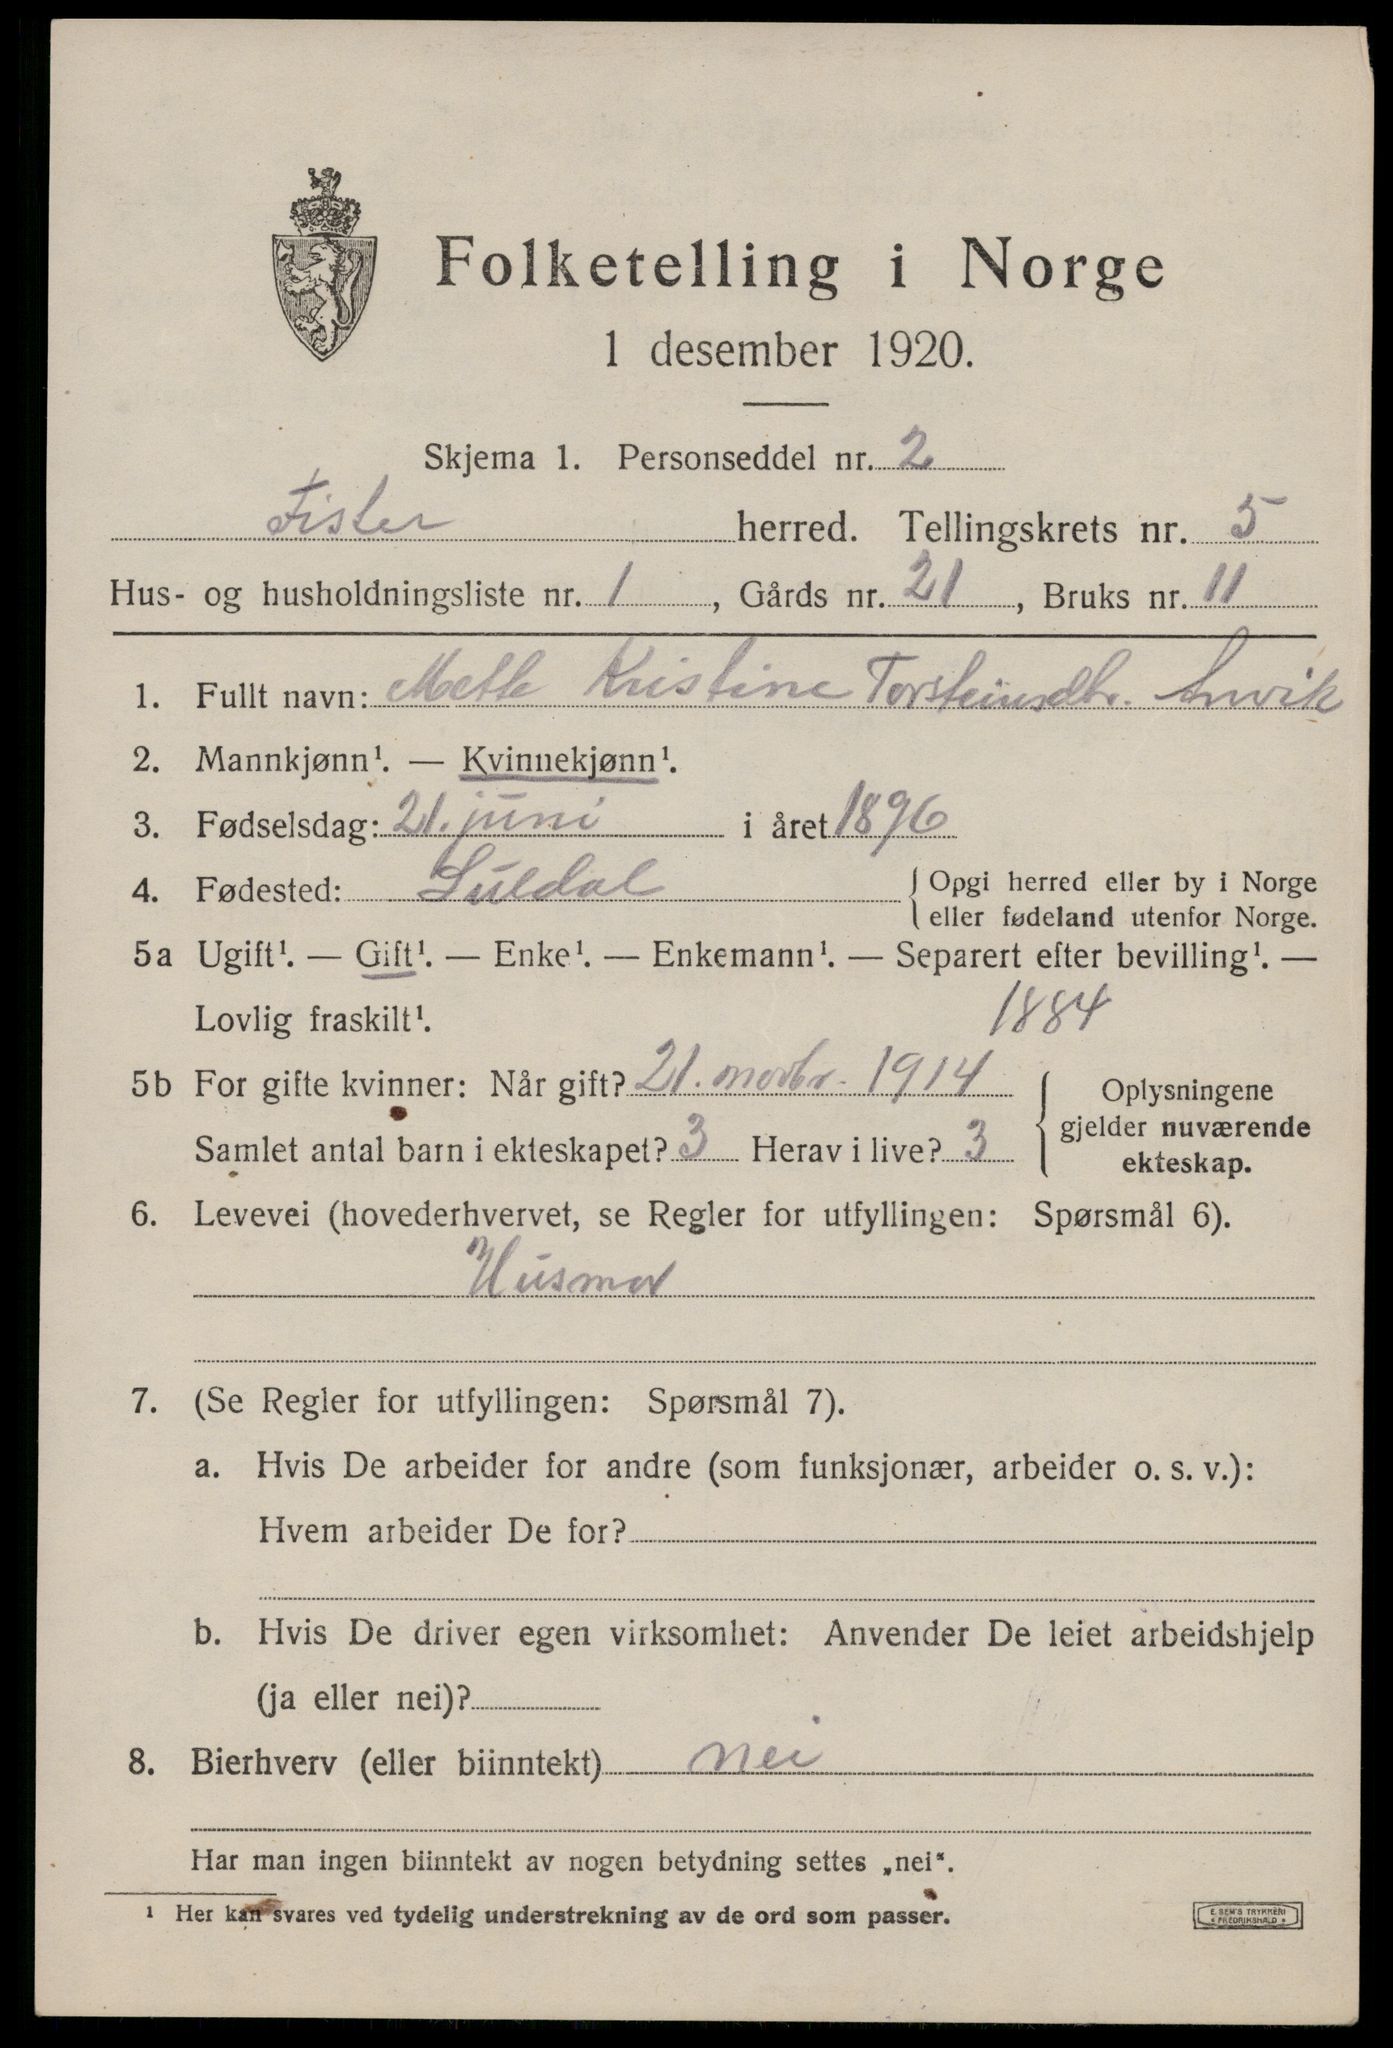 Folketelling i Norge
1 desember 1920.
Skjema 1. Personseddel nr. 2
Fister herred. Tellingskrets nr. 5
Hus- og husholdningsliste nr. 1, Gårds nr. 21, Bruks nr. 11
1. Fullt navn: Mette Kristine Torsteinsdtr.
2. Mannkjønn¹. — Kvinnekjønn¹.
3. Fødselsdag: 21. juni i året 1896
4. Fødested: Suldal { Opgi herred eller by i Norge
eller fødeland utenfor Norge.
5a Ugift¹. — Gift¹. — Enke¹. — Enkemann¹. — Separert efter bevilling¹. —
Lovlig fraskilt¹. 1884
5b For gifte kvinner: Når gift? 21. novbr. 1914
Samlet antal barn i ekteskapet? 3 Herav i live? 3
{ Oplysningene
gjelder nuværende
ekteskap.
6. Levevei (hovederhvervet, se Regler for utfyllingen: Spørsmål 6).
Husmor
7. (Se Regler for utfyllingen: Spørsmål 7).
a. Hvis De arbeider for andre (som funksjonær, arbeider o. s. v.):
Hvem arbeider De for?
b. Hvis De driver egen virksomhet: Anvender De leiet arbeidshjelp
(ja eller nei)?
8. Bierhverv (eller biinntekt) nei
Har man ingen biinntekt av nogen betydning settes „nei“.
¹ Her kan svares ved tydelig understrekning av de ord som passer.
E. SEM'S TRYKKERI
FREDRIKSHALD